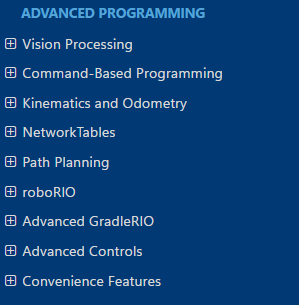 ADVANCED PROGRAMMING
Vision Processing
Command-Based Programming
Kinematics and Odometry
NetworkTables
Path Planning
roboRIO
Advanced GradleRIO
Advanced Controls
Convenience Features